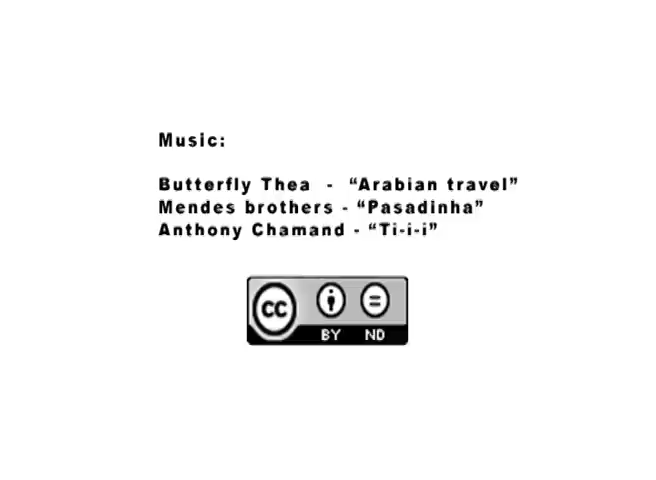 Music:
Butterfly Thea - “Arabian travel”
Mendes brothers - “Pasadinha”
Anthony Chamand - “Ti-i-i”
CC
BY ND